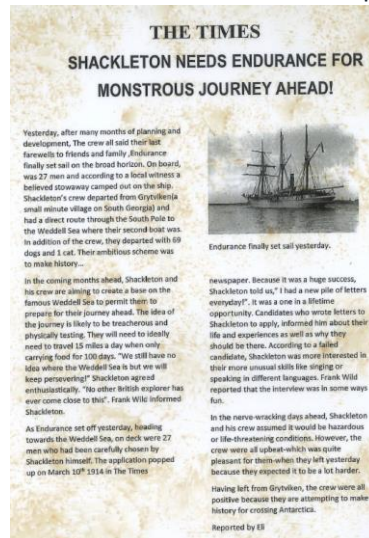 THE TIMES
SHACKLETON NEEDS ENDURANCE FOR
MONSTROUS JOURNEY AHEAD!
Yesterday, after many months of planning and
development, The crew all said their last
farewells to friends and family ,Endurance
finally set sail on the broad horizon. On board,
was 27 men and according to a local witness a
believed stowaway camped out on the ship.
Shackleton's crew departed from Grytviken(a
small minute village on South Georgia) and
had a direct route through the South Pole to
the Weddell Sea where their second boat was.
In addition of the crew, they departed with 69
dogs and 1 cat. Their ambitious scheme was
to make history...
In the coming months ahead, Shackleton and
his crew are aiming to create a base on the
famous Weddell Sea to permit them to
prepare for their journey ahead. The idea of
the journey is likely to be treacherous and
physically testing. They will need to ideally
need to travel 15 miles a day when only
carrying food for 100 days. "We still have no
idea where the Weddell Sea is but we will
keep persevering!" Shackleton agreed
enthusiastically. "No other British explorer has
ever come close to this". Frank Wild informed
Shackleton.
As Endurance set off yesterday, heading
towards the Weddell Sea, on deck were 27
men who had been carefully chosen by
Shackleton himself. The application popped
up on March 10th 1914 in The Times
Endurance finally set sail yesterday.
newspaper. Because it was a huge success,
Shackleton told us," I had a new pile of letters
everyday!". It was a one in a lifetime
opportunity. Candidates who wrote letters to
Shackleton to apply, informed him about their
life and experiences as well as why they
should be there. According to a failed
candidate, Shackleton was more interested in
their more unusual skills like singing or
speaking in different languages. Frank Wild
reported that the interview was in some ways
fun.
In the nerve-wracking days ahead, Shackleton
and his crew assumed it would be hazardous
or life-threatening conditions. However, the
crew were all upbeat-which was quite
pleasant for them-when they left yesterday
because they expected it to be a lot harder.
Having left from Grytviken, the crew were all
positive because they are attempting to make
history for crossing Antarctica.
Reported by Eli